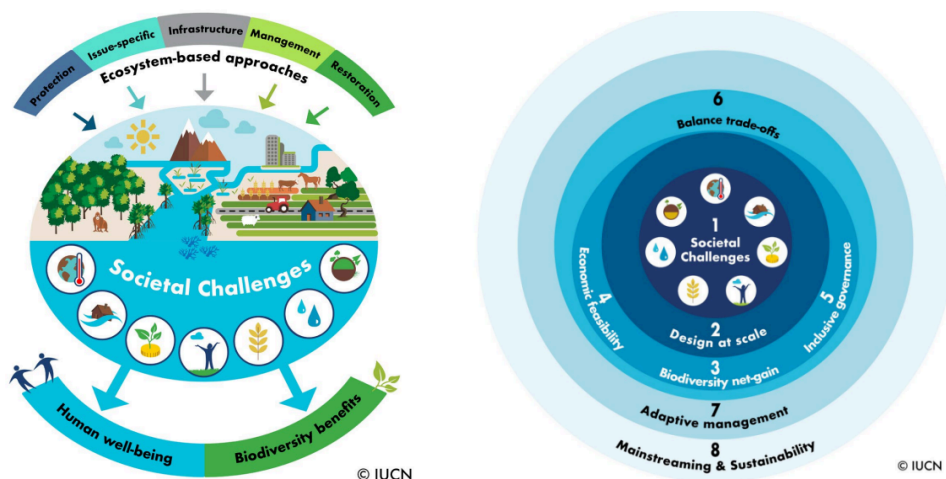 Protection
Issue-specific
Infrastructure
Management
Restoration
Ecosystem-based approaches
Societal Challenges
Human well-being
Biodiversity benefits
© IUCN
6
Balance trade-offs
1
Societal
Challenges
4
Economic feasibility
5
Inclusive governance
2
Design at scale
3
Biodiversity net-gain
7
Adaptive management
8
Mainstreaming & Sustainability
© IUCN